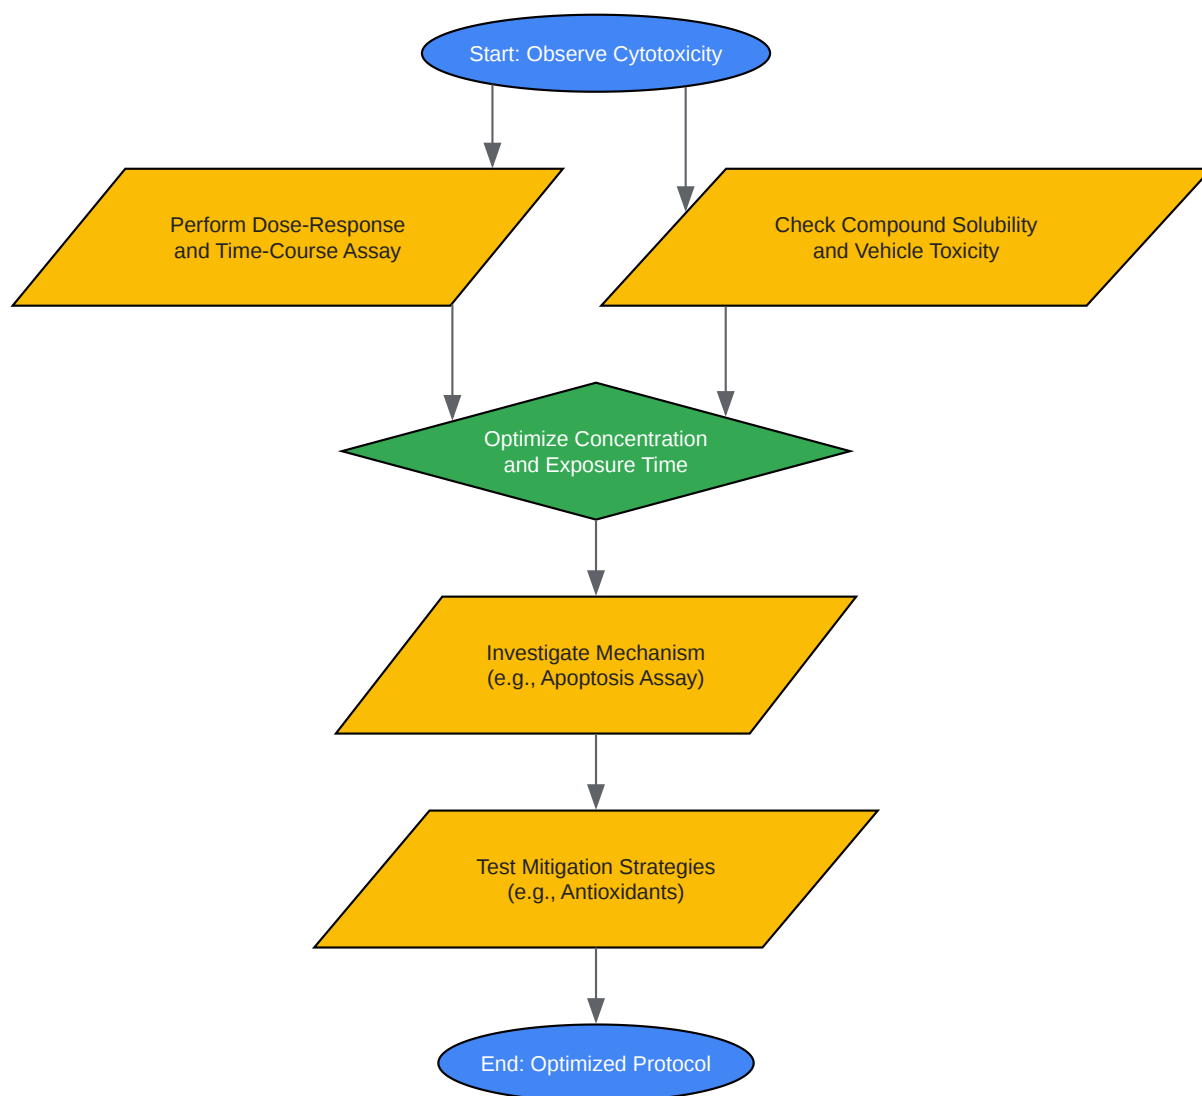 Start: Observe Cytotoxicity
Perform Dose-Response
and Time-Course Assay
Check Compound Solubility
and Vehicle Toxicity
Optimize Concentration
and Exposure Time
Investigate Mechanism
(e.g., Apoptosis Assay)
Test Mitigation Strategies
(e.g., Antioxidants)
End: Optimized Protocol